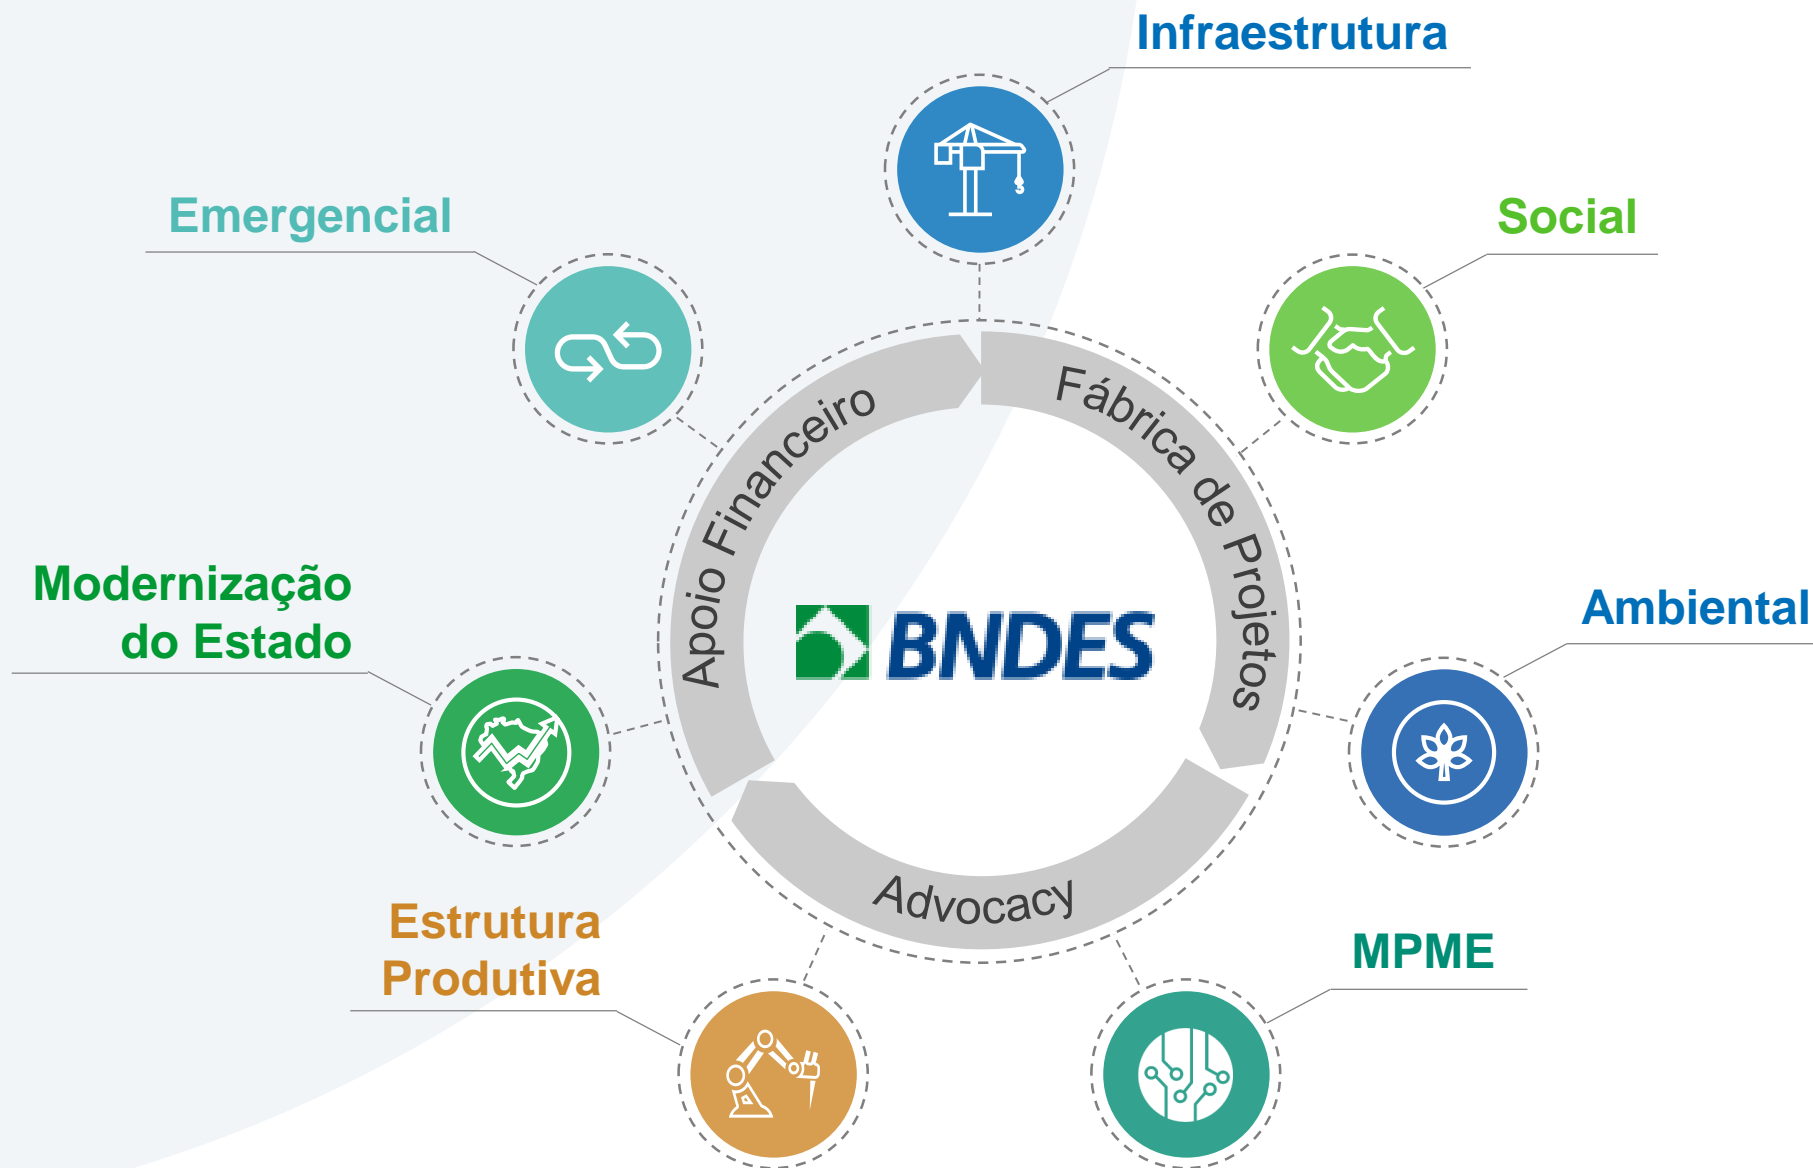 Infraestrutura
Emergencial
Social
Apoio Financeiro
Fábrica de Projetos
Modernização
do Estado
BNDES
Ambiental
Advocacy
Estrutura
Produtiva
MPME